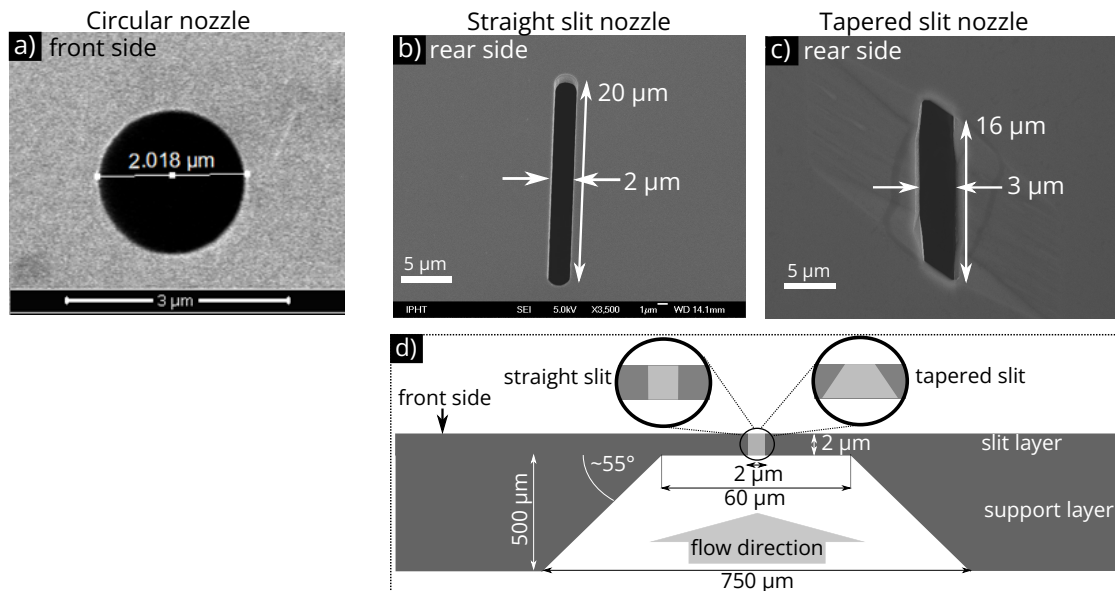 Circular nozzle
a) front side
2.018 µm
3 µm
Straight slit nozzle
b) rear side
20 µm
2 µm
5 µm
IPHT SEI 5.0kV X3,500 1µm WD 14.1mm
Tapered slit nozzle
c) rear side
16 µm
3 µm
5 µm
d)
straight slit
tapered slit
front side
2 µm
slit layer
~55°
2 µm
60 µm
500 µm
support layer
flow direction
750 µm